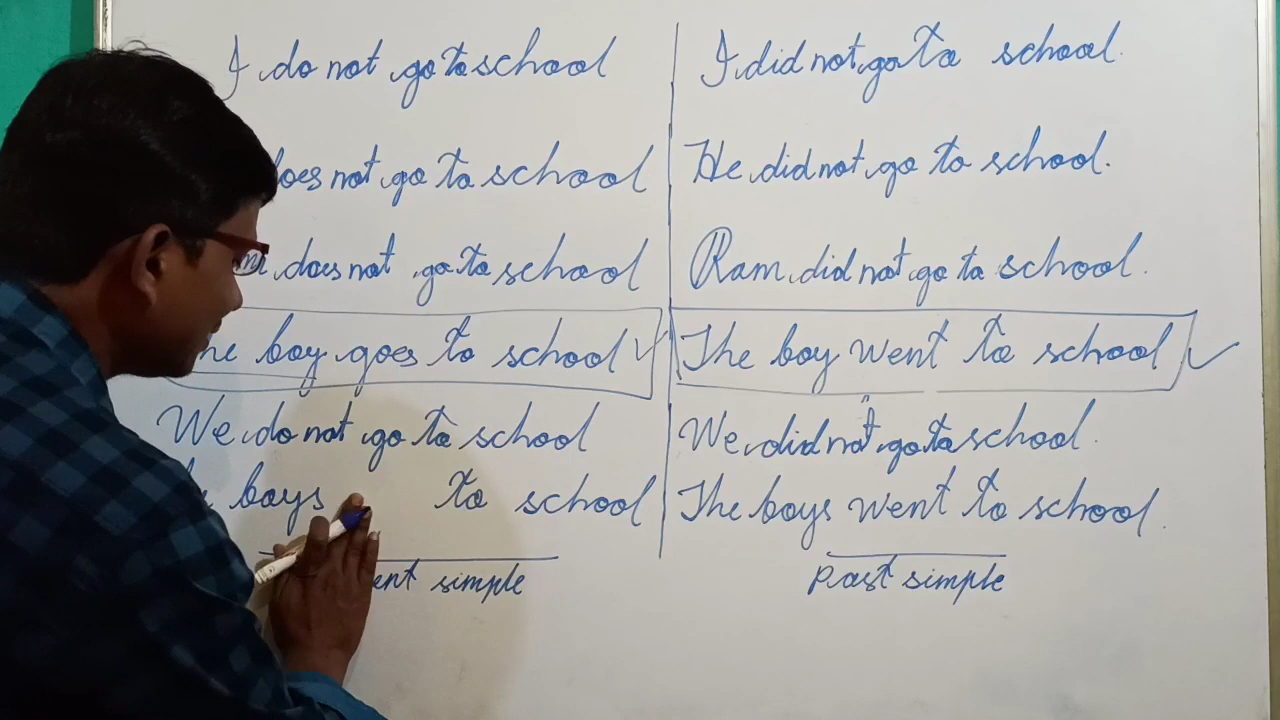 I do not go to school
I did not go to school.
does not go to school
He did not go to school.
does not go to school
Ram did not go to school.
he boy goes to school
The boy went to school
We do not go to school
We did not go to school.
boys to school
The boys went to school.
ent simple
Past simple